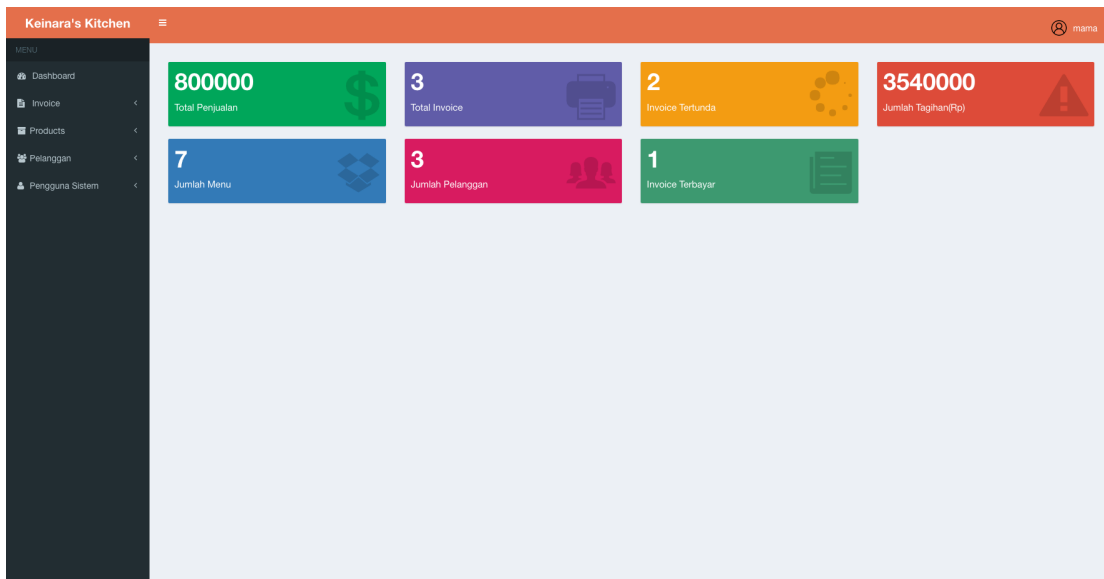 Keinara's Kitchen
mama
MENU
Dashboard
Invoice
Products
Pelanggan
Pengguna Sistem
800000
Total Penjualan
3
Total Invoice
2
Invoice Tertunda
3540000
Jumlah Tagihan(Rp)
7
Jumlah Menu
3
Jumlah Pelanggan
1
Invoice Terbayar